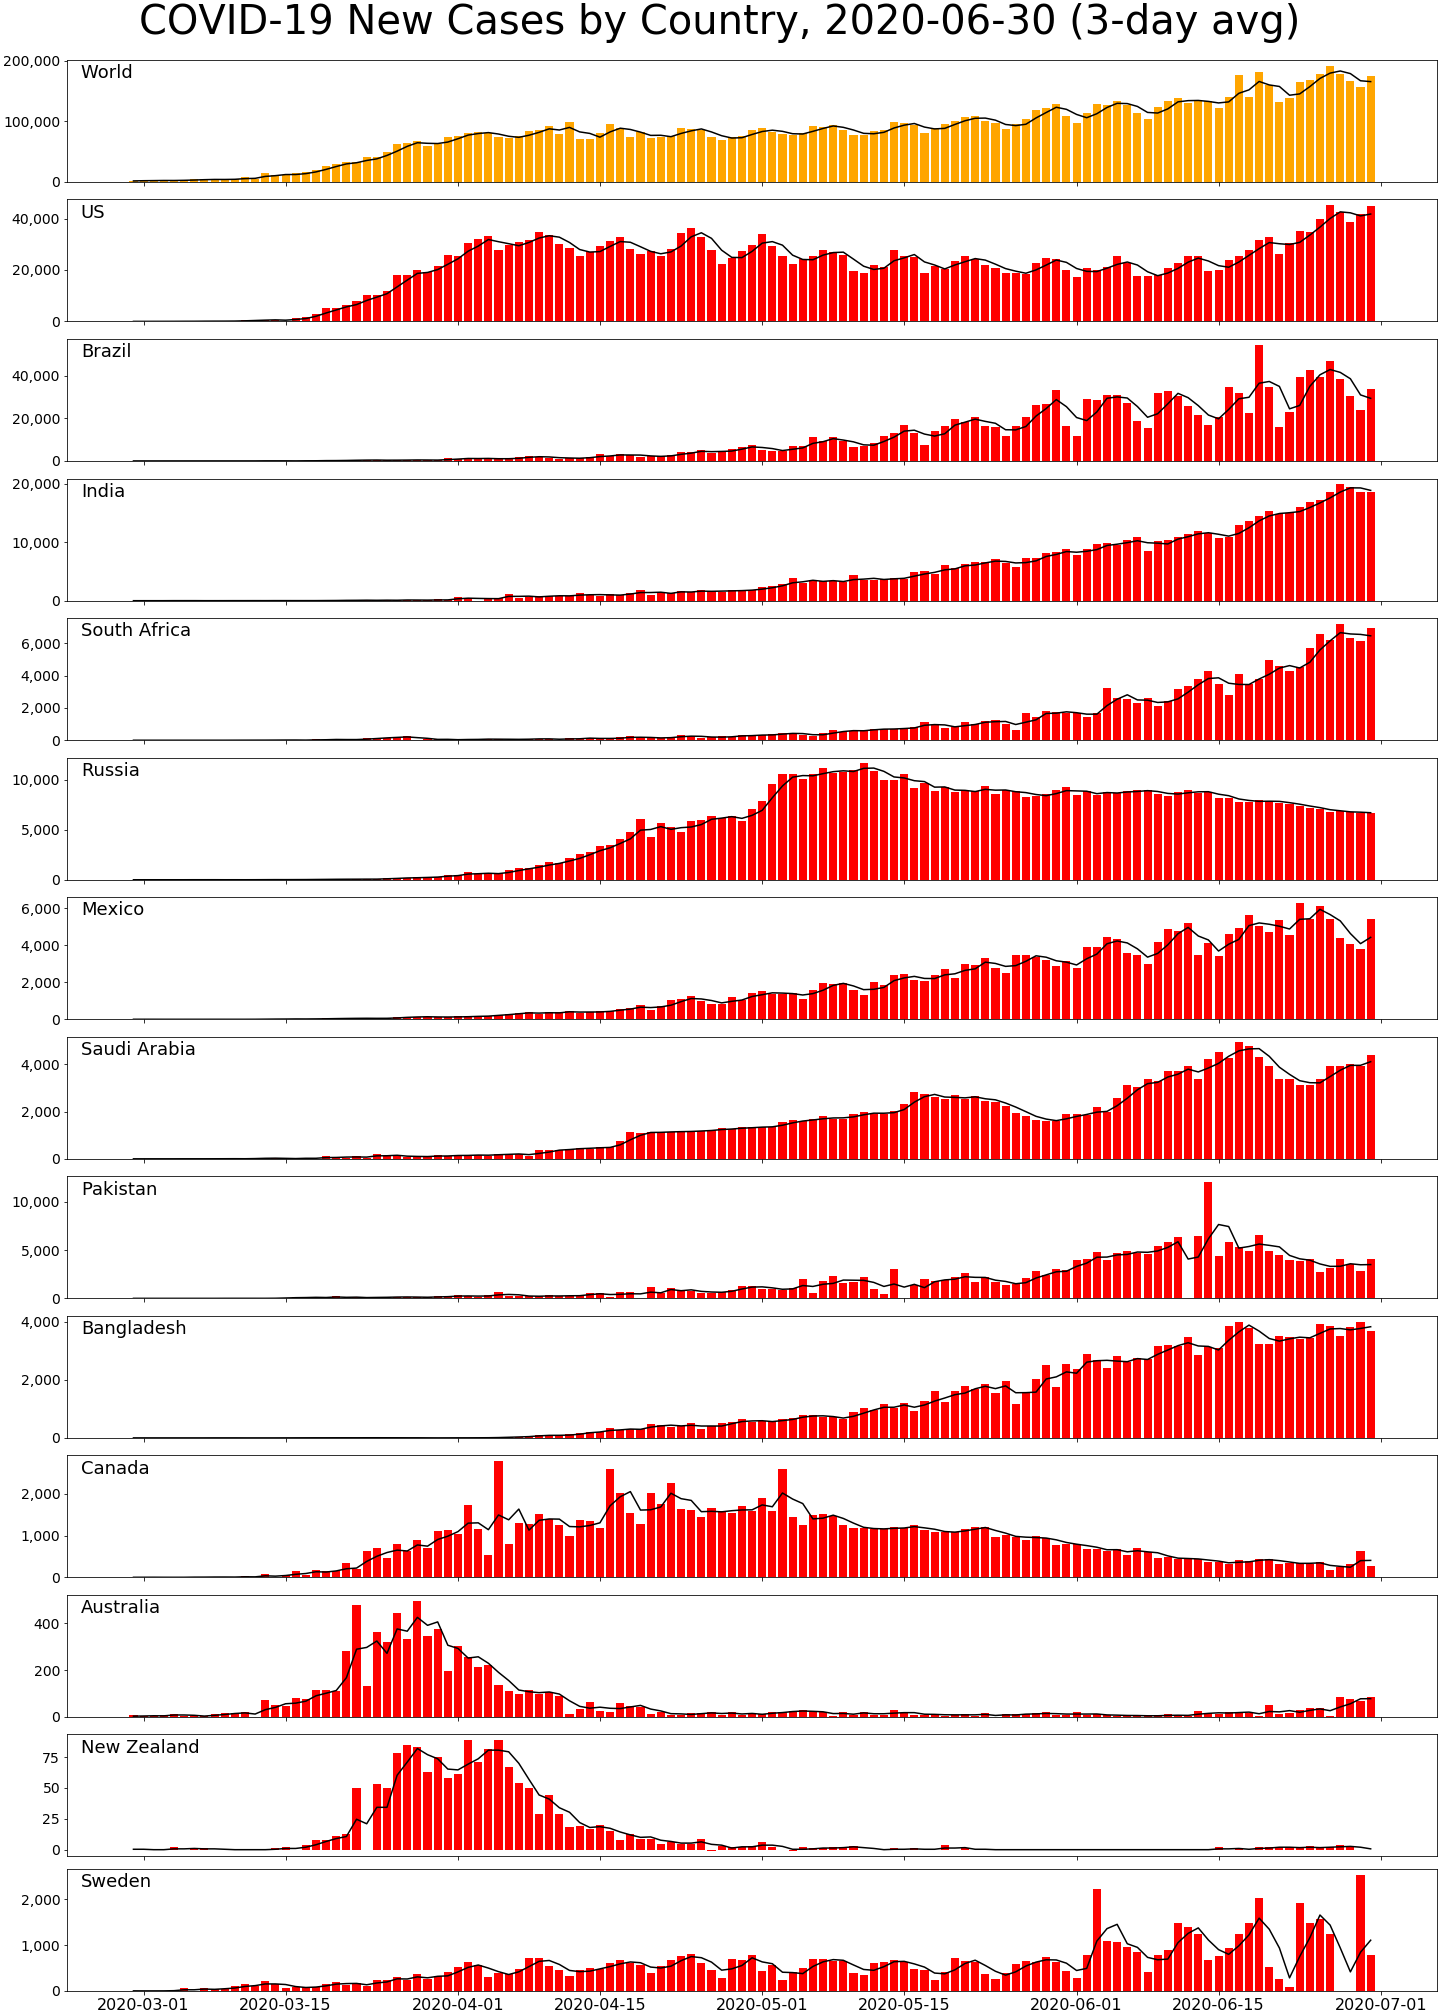 COVID-19 New Cases by Country, 2020-06-30 (3-day avg)
World
200,000
100,000
0
US
40,000
20,000
0
Brazil
40,000
20,000
0
India
20,000
10,000
0
South Africa
6,000
4,000
2,000
0
Russia
10,000
5,000
0
Mexico
6,000
4,000
2,000
0
Saudi Arabia
4,000
2,000
0
Pakistan
10,000
5,000
0
Bangladesh
4,000
2,000
0
Canada
2,000
1,000
0
Australia
400
200
0
New Zealand
75
50
25
0
Sweden
2,000
1,000
0
2020-03-01 2020-03-15 2020-04-01 2020-04-15 2020-05-01 2020-05-15 2020-06-01 2020-06-15 2020-07-01